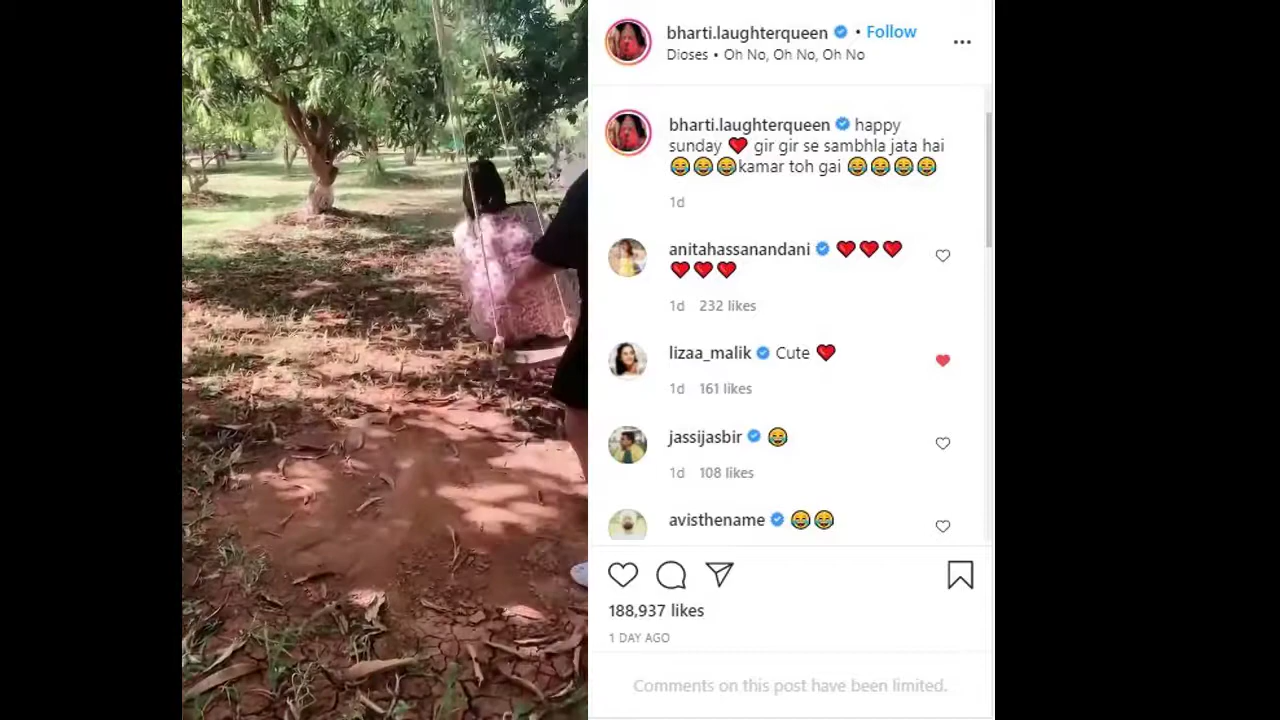 bharti.laughterqueen • Follow
Dioses • Oh No, Oh No, Oh No
bharti.laughterqueen happy
sunday ❤️ gir gir se sambhla jata hai
😂😂😂kamar toh gai 😂😂😂😂
1d
anitahassanandani ❤️❤️❤️
❤️❤️❤️
1d 232 likes
lizaa_malik Cute ❤️
1d 161 likes
jassijasbir 😂
1d 108 likes
avisthename 😂😂
188,937 likes
1 DAY AGO
Comments on this post have been limited.